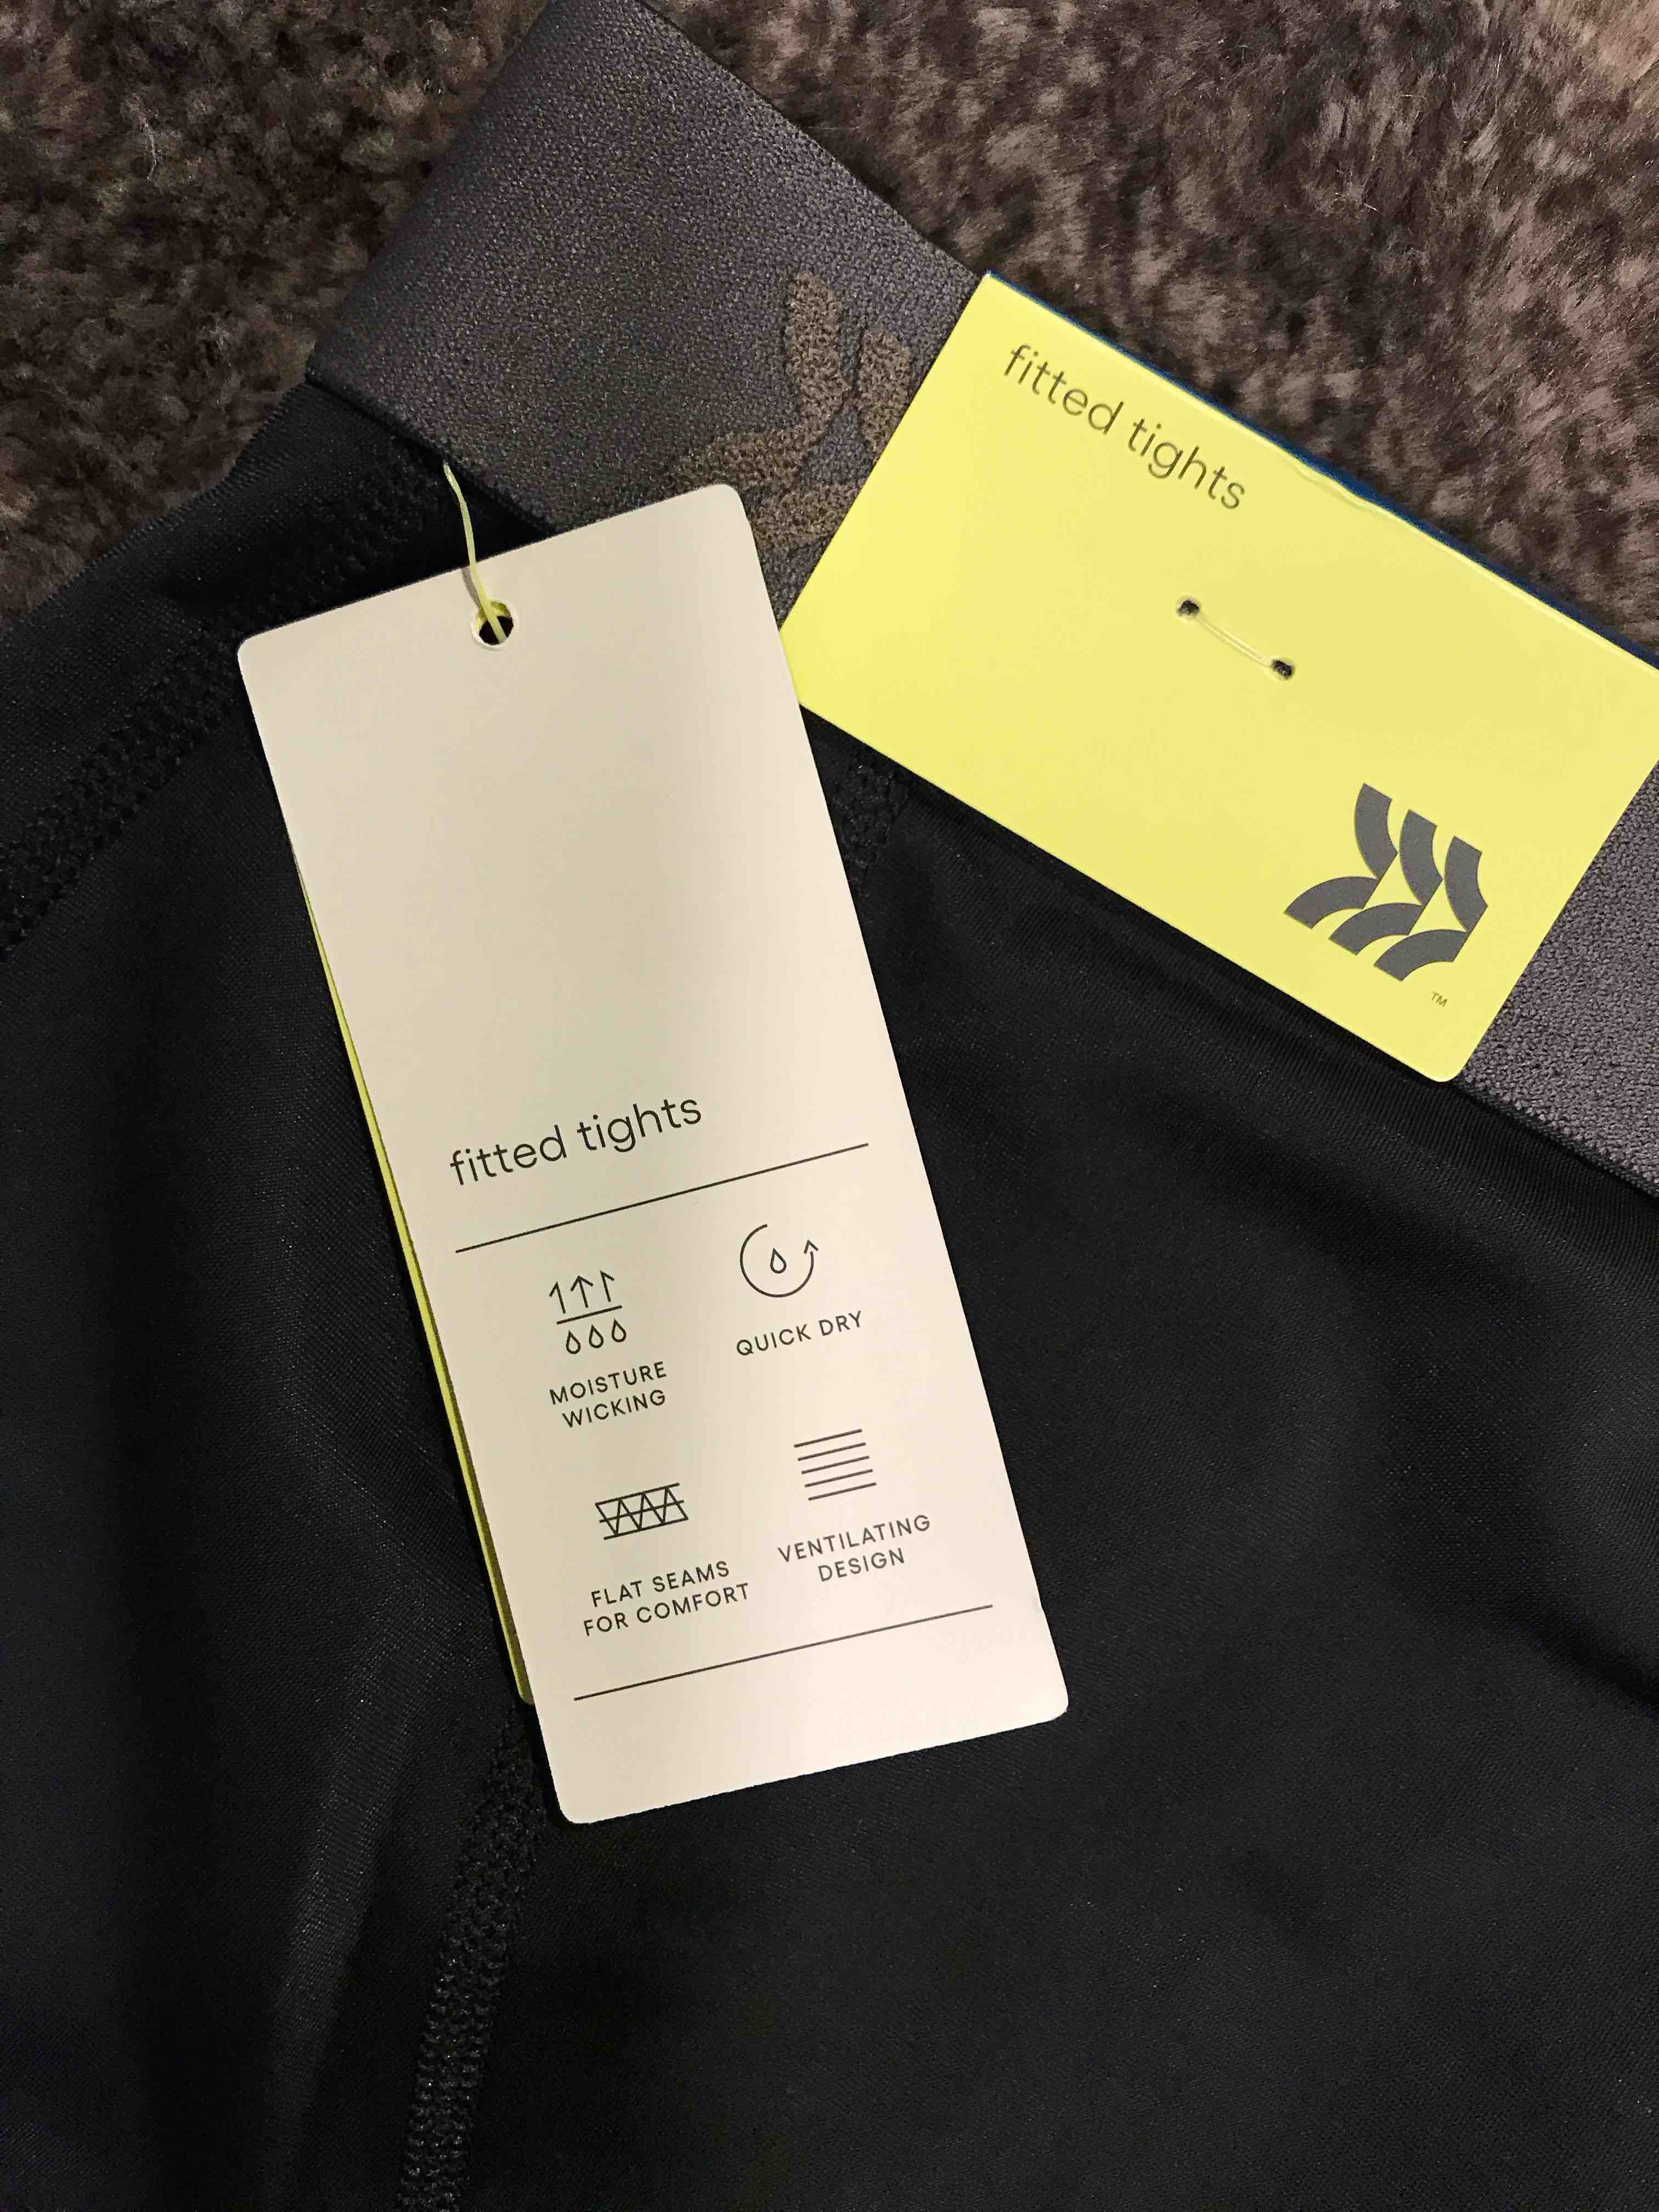 fitted tights
TM
fitted tights
MOISTURE
WICKING
QUICK DRY
FLAT SEAMS
FOR COMFORT
VENTILATING
DESIGN